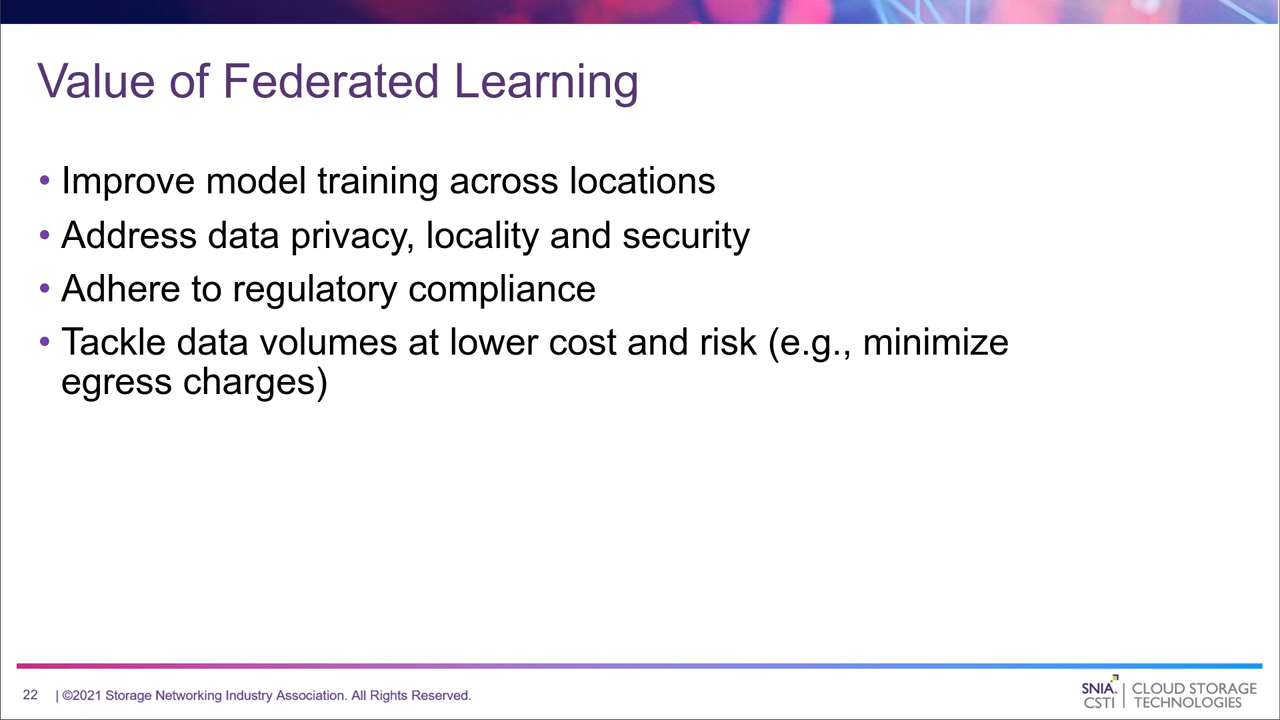 Value of Federated Learning
• Improve model training across locations
• Address data privacy, locality and security
• Adhere to regulatory compliance
• Tackle data volumes at lower cost and risk (e.g., minimize
egress charges)
22 | ©2021 Storage Networking Industry Association. All Rights Reserved.
SNIA. | CLOUD STORAGE
CSTI | TECHNOLOGIES